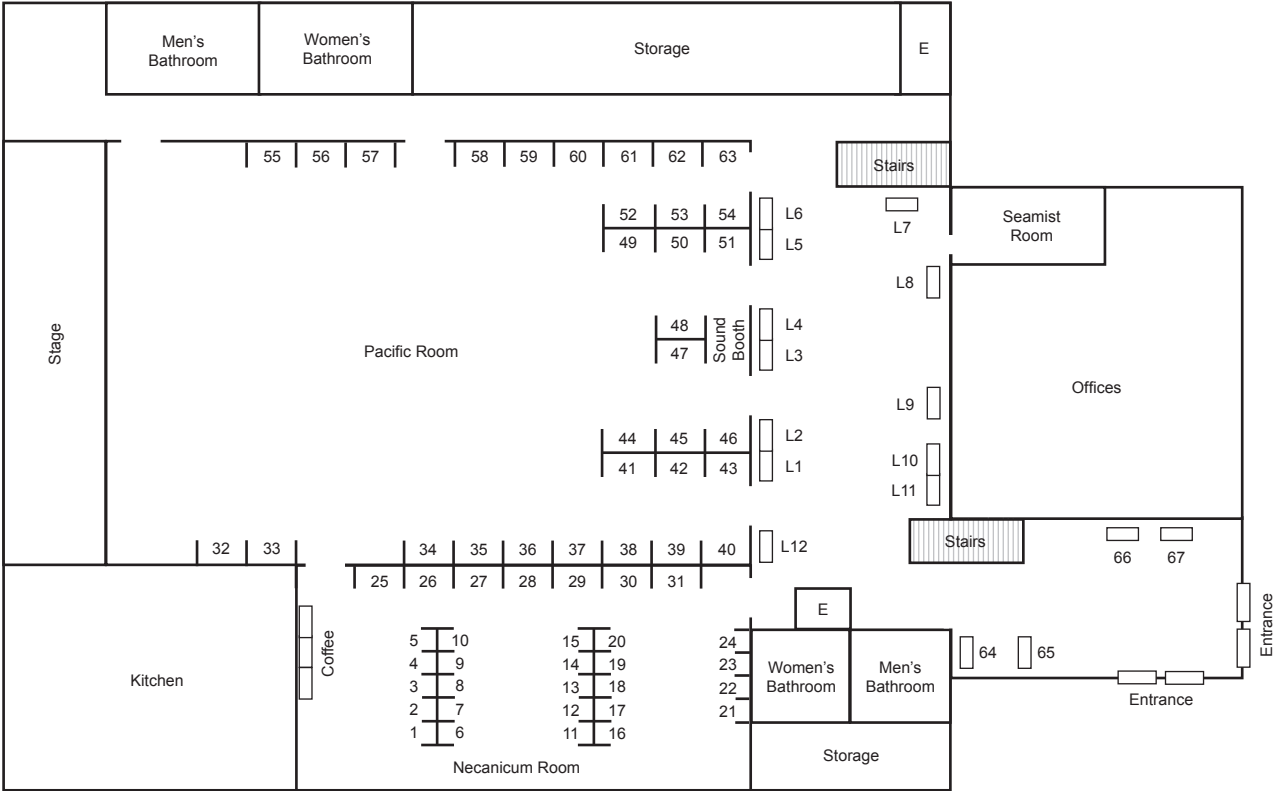 Men's
Bathroom
Women's
Bathroom
Storage
E
55 56 57 58 59 60 61 62 63
Stairs
52 53 54 L6
49 50 51 L5
L7
Seamist
Room
L8
Stage
Pacific Room
48
47
Sound
Booth
L4
L3
Offices
L9
44 45 46 L2
41 42 43 L1
L10
L11
32 33 34 35 36 37 38 39 40 L12
Stairs
66 67
25 26 27 28 29 30 31
E
Entrance
Coffee
Kitchen
5 10 15 20 24
4 9 14 19 23
3 8 13 18 22
2 7 12 17 21
1 6 11 16
Women's
Bathroom
Men's
Bathroom
64 65
Entrance
Necanicum Room
Storage